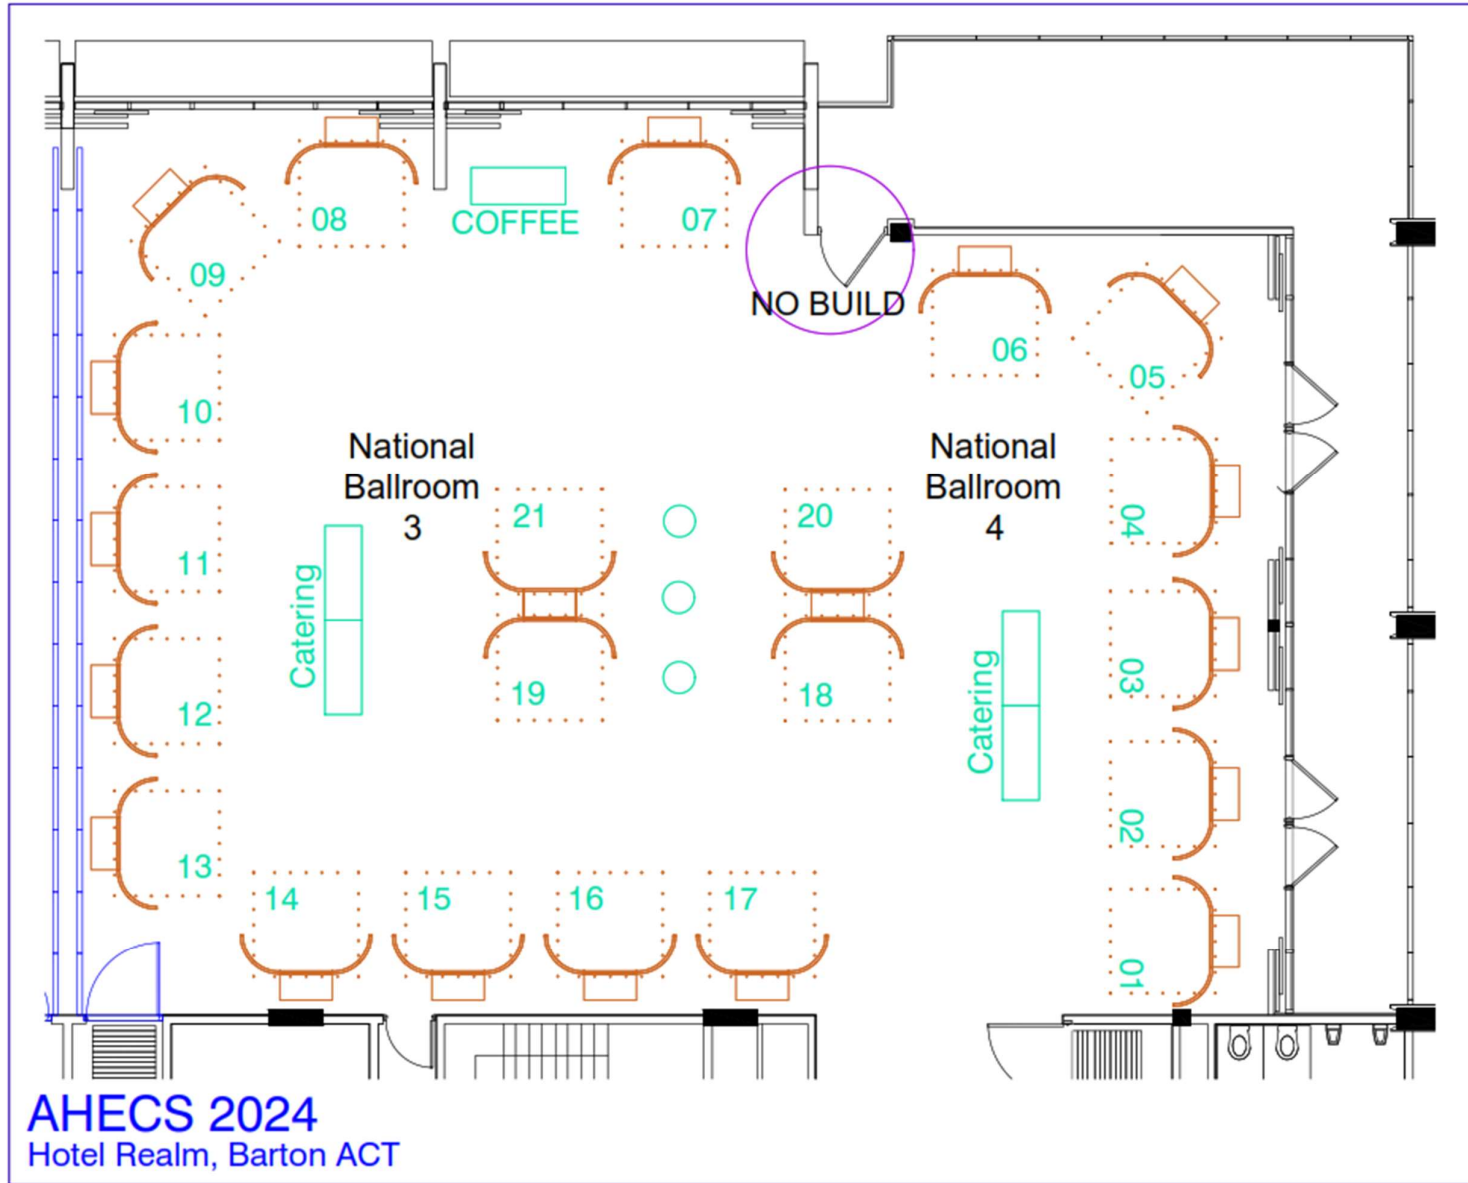 08
COFFEE
07
09
NO BUILD
06
05
10
National
Ballroom
3
National
Ballroom
4
21
20
04
11
Catering
03
19
18
Catering
12
02
13
14
15
16
17
01
AHECS 2024
Hotel Realm, Barton ACT